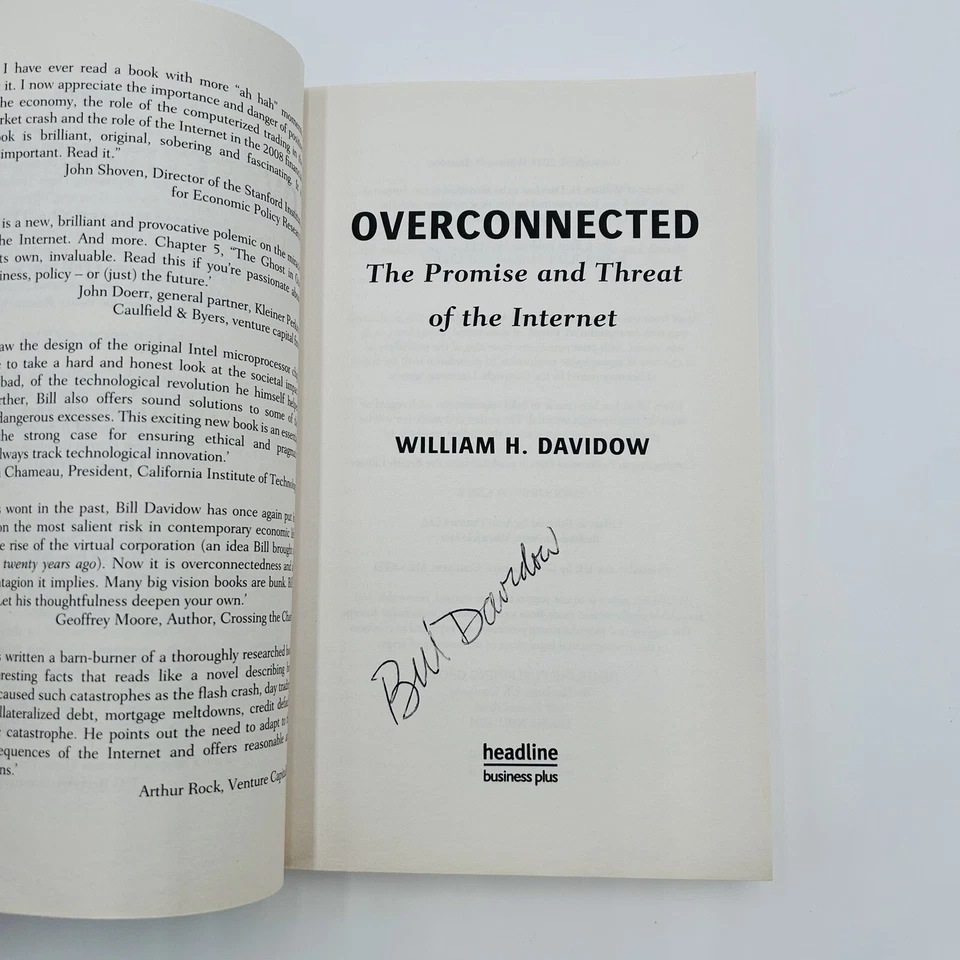 I have ever read a book with more "ah hah" moments
it. I now appreciate the importance and danger of
he economy, the role of the computerized trading in
rket crash and the role of the Internet in the 2008
ok is brilliant, original, sobering and fascinating.
important. Read it."
John Shoven, Director of the Stanford
for Economic Policy
is a new, brilliant and provocative polemic on the
he Internet. And more. Chapter 5, "The Ghost in
ts own, invaluable. Read this if you're passionate
iness, policy – or (just) the future.'
John Doerr, general partner, Kleiner
Caulfield & Byers, venture capital
aw the design of the original Intel microprocessor
to take a hard and honest look at the societal
bad, of the technological revolution he himself
rther, Bill also offers sound solutions to some of
dangerous excesses. This exciting new book is an
the strong case for ensuring ethical and
lways track technological innovation.'
Chameau, President, California Institute of
wont in the past, Bill Davidow has once again put
on the most salient risk in contemporary economic
e rise of the virtual corporation (an idea Bill
twenty years ago). Now it is overconnectedness and
tagion it implies. Many big vision books are bunk.
Let his thoughtfulness deepen your own.'
Geoffrey Moore, Author, Crossing the
written a barn-burner of a thoroughly researched
eresting facts that reads like a novel describing
caused such catastrophes as the flash crash, day
llateralized debt, mortgage meltdowns, credit
catastrophe. He points out the need to adapt to
equences of the Internet and offers reasonable
ns.'
Arthur Rock, Venture
OVERCONNECTED
The Promise and Threat
of the Internet
WILLIAM H. DAVIDOW
Bill Davidow
headline
business plus